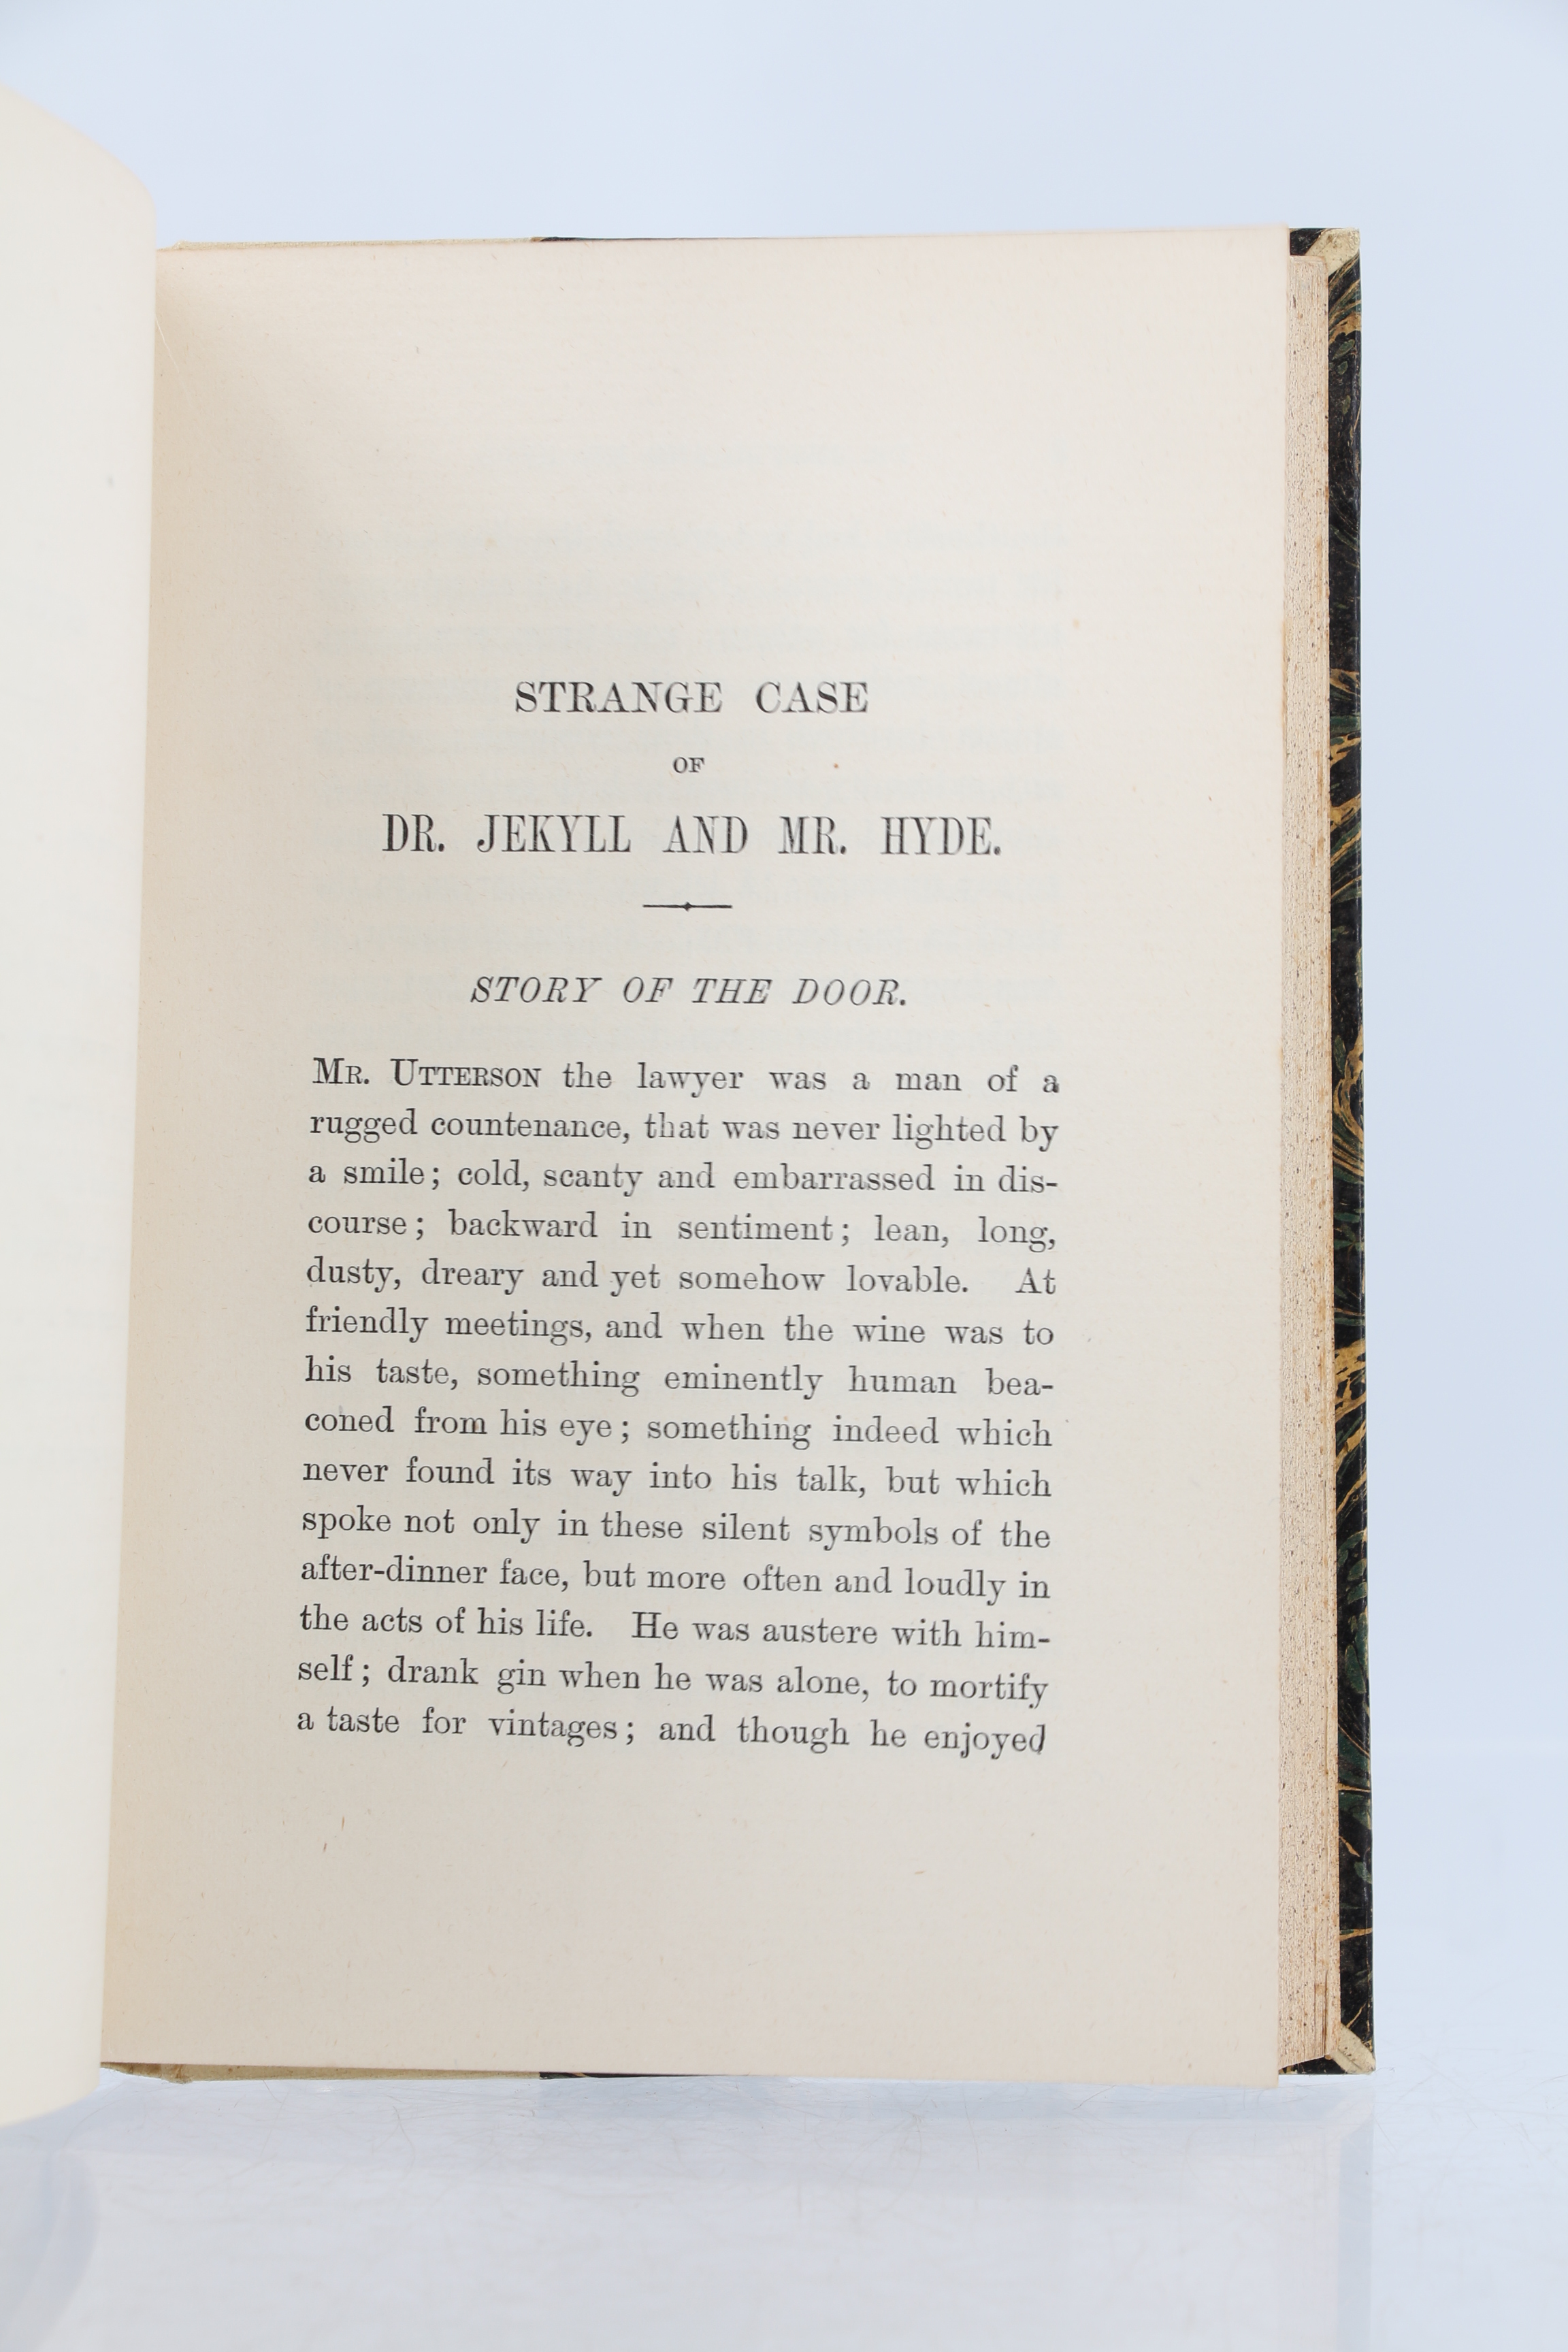 STRANGE CASE
OF
DR. JEKYLL AND MR. HYDE.
STORY OF THE DOOR.
MR. UTTERSON the lawyer was a man of a
rugged countenance, that was never lighted by
a smile; cold, scanty and embarrassed in dis-
course; backward in sentiment; lean, long,
dusty, dreary and yet somehow lovable. At
friendly meetings, and when the wine was to
his taste, something eminently human bea-
coned from his eye; something indeed which
never found its way into his talk, but which
spoke not only in these silent symbols of the
after-dinner face, but more often and loudly in
the acts of his life. He was austere with him-
self; drank gin when he was alone, to mortify
a taste for vintages; and though he enjoyed